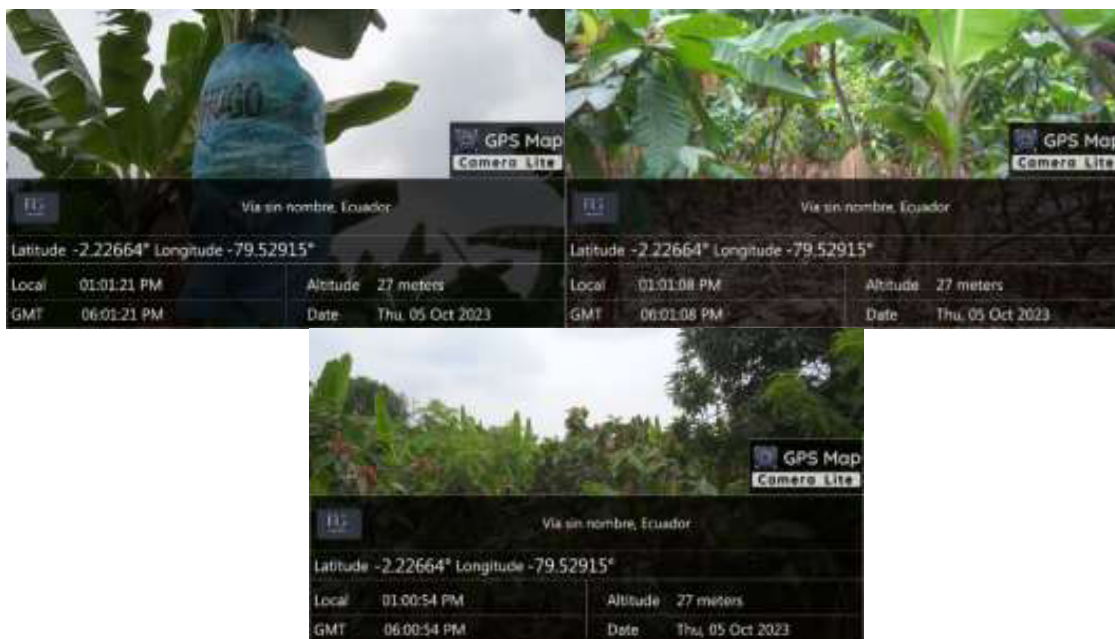 GPS Map
Camera Lite
Vía sin nombre, Ecuador
Latitude -2.22664° Longitude -79.52915°
Local 01:01:21 PM Altitude 27 meters
GMT 06:01:21 PM Date Thu, 05 Oct 2023
GPS Map
Camera Lite
Vía sin nombre, Ecuador
Latitude -2.22664° Longitude -79.52915°
Local 01:01:08 PM Altitude 27 meters
GMT 06:01:08 PM Date Thu, 05 Oct 2023
GPS Map
Camera Lite
Vía sin nombre, Ecuador
Latitude -2.22664° Longitude -79.52915°
Local 01:00:54 PM Altitude 27 meters
GMT 06:00:54 PM Date Thu, 05 Oct 2023